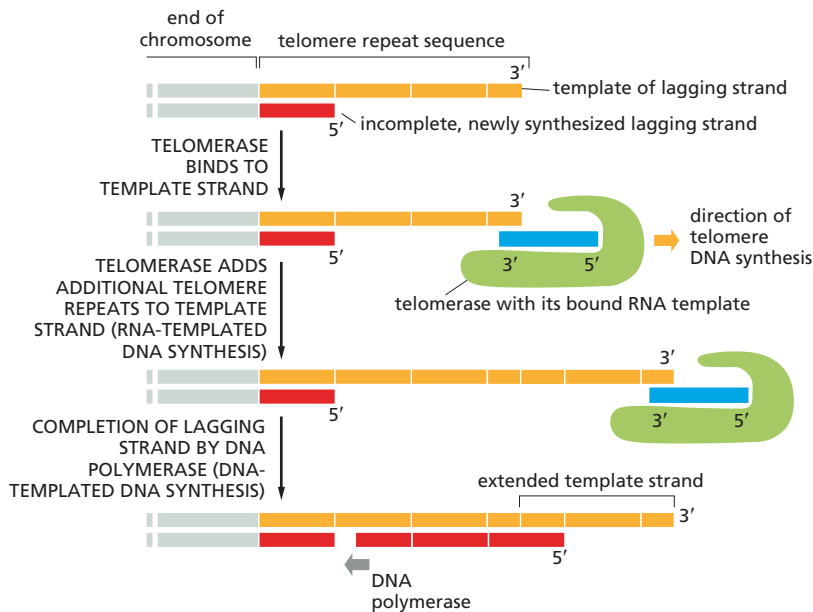 end of
chromosome
telomere repeat sequence
3′
template of lagging strand
incomplete, newly synthesized lagging strand
5′
TELOMERASE
BINDS TO
TEMPLATE STRAND
3′
5′
3′
5′
direction of
telomere
DNA synthesis
telomerase with its bound RNA template
TELOMERASE ADDS
ADDITIONAL TELOMERE
REPEATS TO TEMPLATE
STRAND (RNA-TEMPLATED
DNA SYNTHESIS)
3′
5′
3′
5′
COMPLETION OF LAGGING
STRAND BY DNA
POLYMERASE (DNA-
TEMPLATED DNA SYNTHESIS)
extended template strand
3′
5′
DNA
polymerase